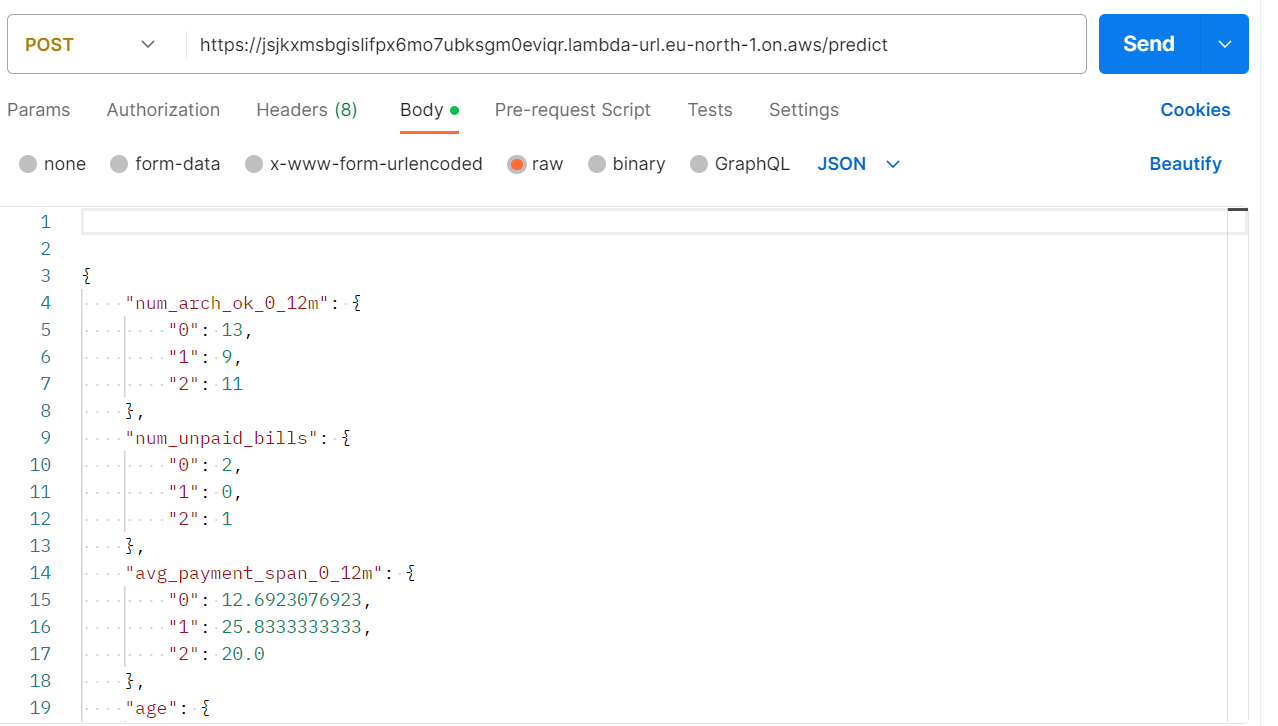 POST https://jsjkxmsbgislifpx6mo7ubksgm0eviqr.lambda-url.eu-north-1.on.aws/predict Send
Params Authorization Headers (8) Body Pre-request Script Tests Settings Cookies
none form-data x-www-form-urlencoded raw binary GraphQL JSON Beautify
1
2
3 {
4 "num_arch_ok_0_12m": {
5 "0": 13,
6 "1": 9,
7 "2": 11
8 },
9 "num_unpaid_bills": {
10 "0": 2,
11 "1": 0,
12 "2": 1
13 },
14 "avg_payment_span_0_12m": {
15 "0": 12.6923076923,
16 "1": 25.8333333333,
17 "2": 20.0
18 },
19 "age": {